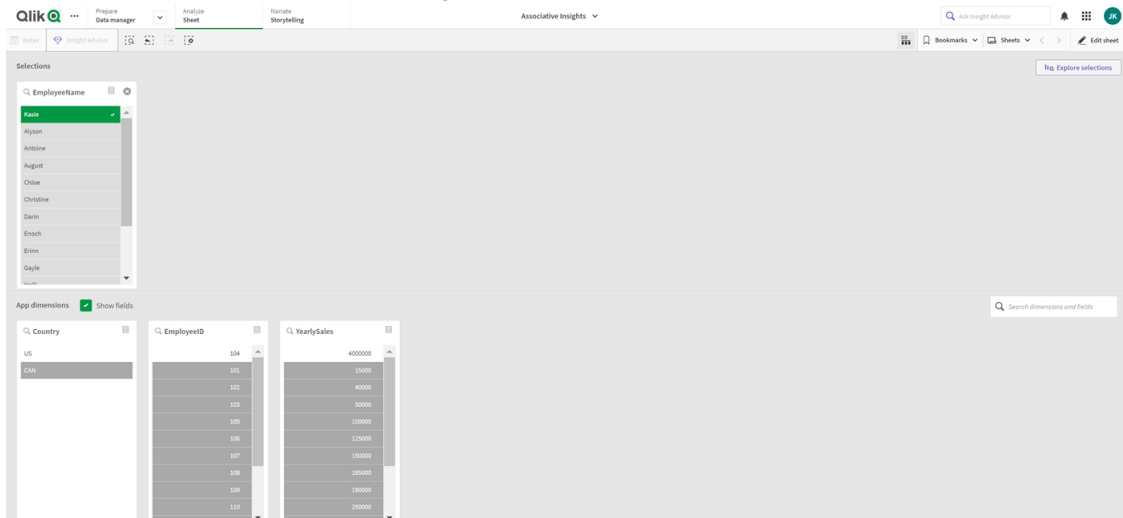 Qlik
Prepare
Data manager
Analyze
Sheet
Narrate
Storytelling
Associative Insights
Ask Insight Advisor
JK
Notes
Insight Advisor
Bookmarks
Sheets
Edit sheet
Selections
Explore selections
EmployeeName
Kasie
Alyson
Antoine
August
Chloe
Christine
Darin
Enoch
Erinn
Gayle
App dimensions
Show fields
Search dimensions and fields
Country
US
CAN
EmployeeID
104
101
102
103
105
106
107
108
109
110
YearlySales
4000000
15000
40000
50000
100000
125000
150000
185000
190000
250000